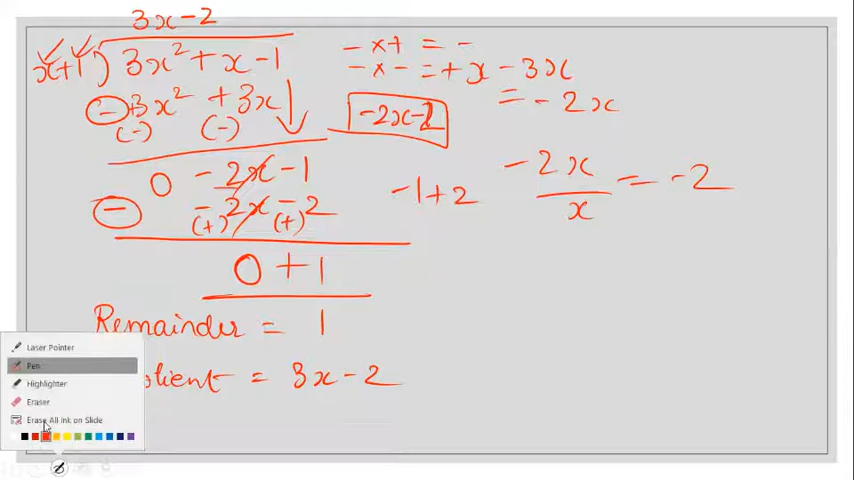 3x-2
x+1) 3x² + x - 1
- 3x² + 3x
(-) (-)
0 - 2x - 1
- -2x - 2
(+) (+)
0 + 1
Remainder = 1
= 3x - 2
- x + = -
- x - = + x - 3x
= - 2x
-2x-2
-1+2
-2x/x = -2
Laser Pointer
Pen
Highlighter
Eraser
Erase All Ink on Slide